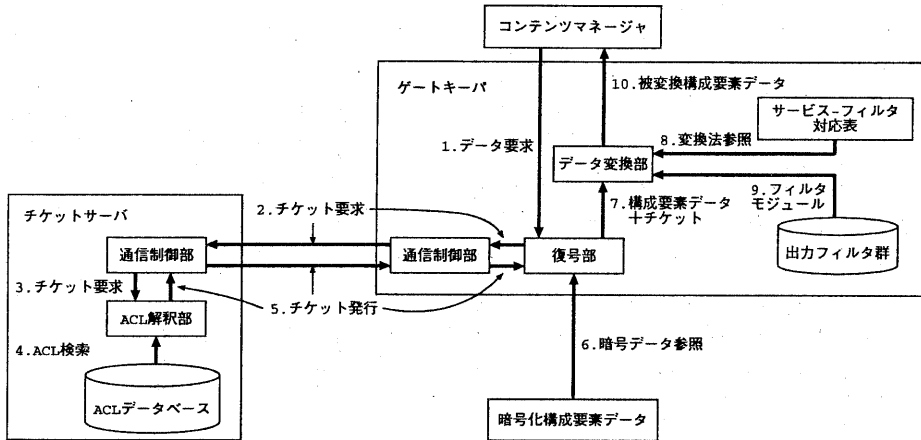 コンテンツマネージャ
ゲートキーパ
10.被変換構成要素データ
サービス-フィルタ
対応表
1.データ要求
8.変換法参照
データ変換部
チケットサーバ
2.チケット要求
7.構成要素データ
＋チケット
9.フィルタ
モジュール
通信制御部
通信制御部
復号部
出力フィルタ群
3.チケット要求
5.チケット発行
ACL解釈部
4.ACL検索
6.暗号データ参照
ACLデータベース
暗号化構成要素データ